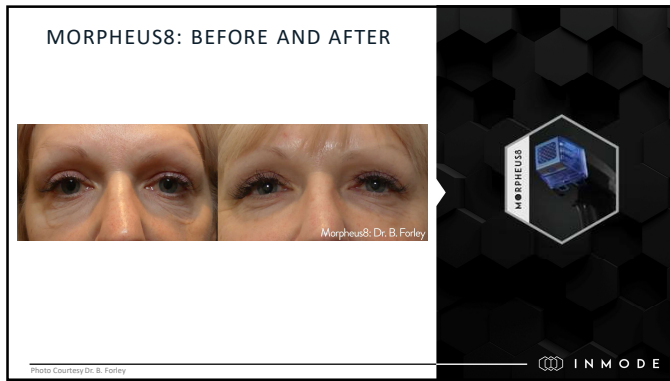 MORPHEUS8: BEFORE AND AFTER
MORPHEUS8
Morpheus8: Dr. B. Forley
Photo Courtesy Dr. B. Forley
INMODE